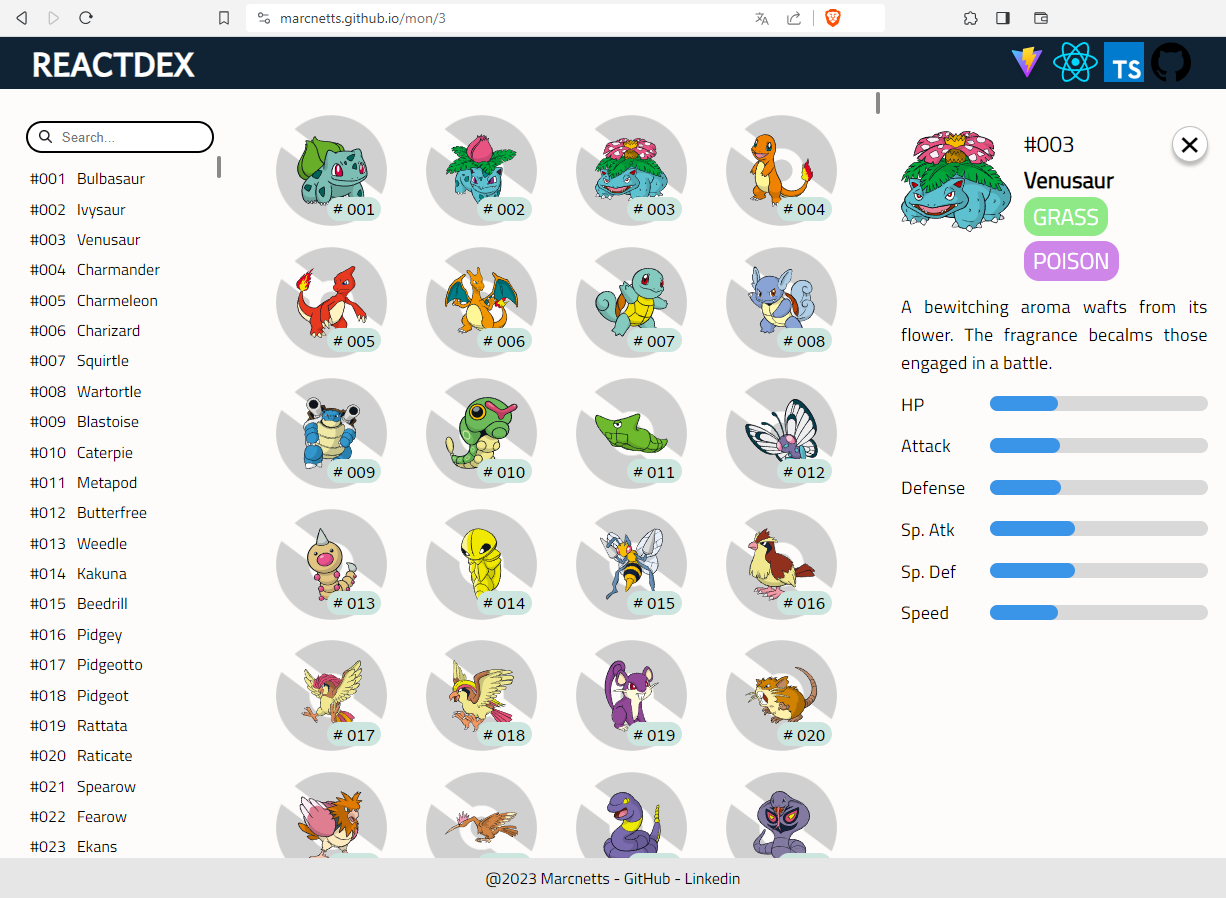 marcnetts.github.io/mon/3
REACTDEX
TS
Search...
#001 Bulbasaur
#002 Ivysaur
#003 Venusaur
#004 Charmander
#005 Charmeleon
#006 Charizard
#007 Squirtle
#008 Wartortle
#009 Blastoise
#010 Caterpie
#011 Metapod
#012 Butterfree
#013 Weedle
#014 Kakuna
#015 Beedrill
#016 Pidgey
#017 Pidgeotto
#018 Pidgeot
#019 Rattata
#020 Raticate
#021 Spearow
#022 Fearow
#023 Ekans
# 001 # 002 # 003 # 004
# 005 # 006 # 007 # 008
# 009 # 010 # 011 # 012
# 013 # 014 # 015 # 016
# 017 # 018 # 019 # 020
#003
Venusaur
GRASS
POISON
A bewitching aroma wafts from its
flower. The fragrance becalms those
engaged in a battle.
HP
Attack
Defense
Sp. Atk
Sp. Def
Speed
@2023 Marcnetts - GitHub - Linkedin